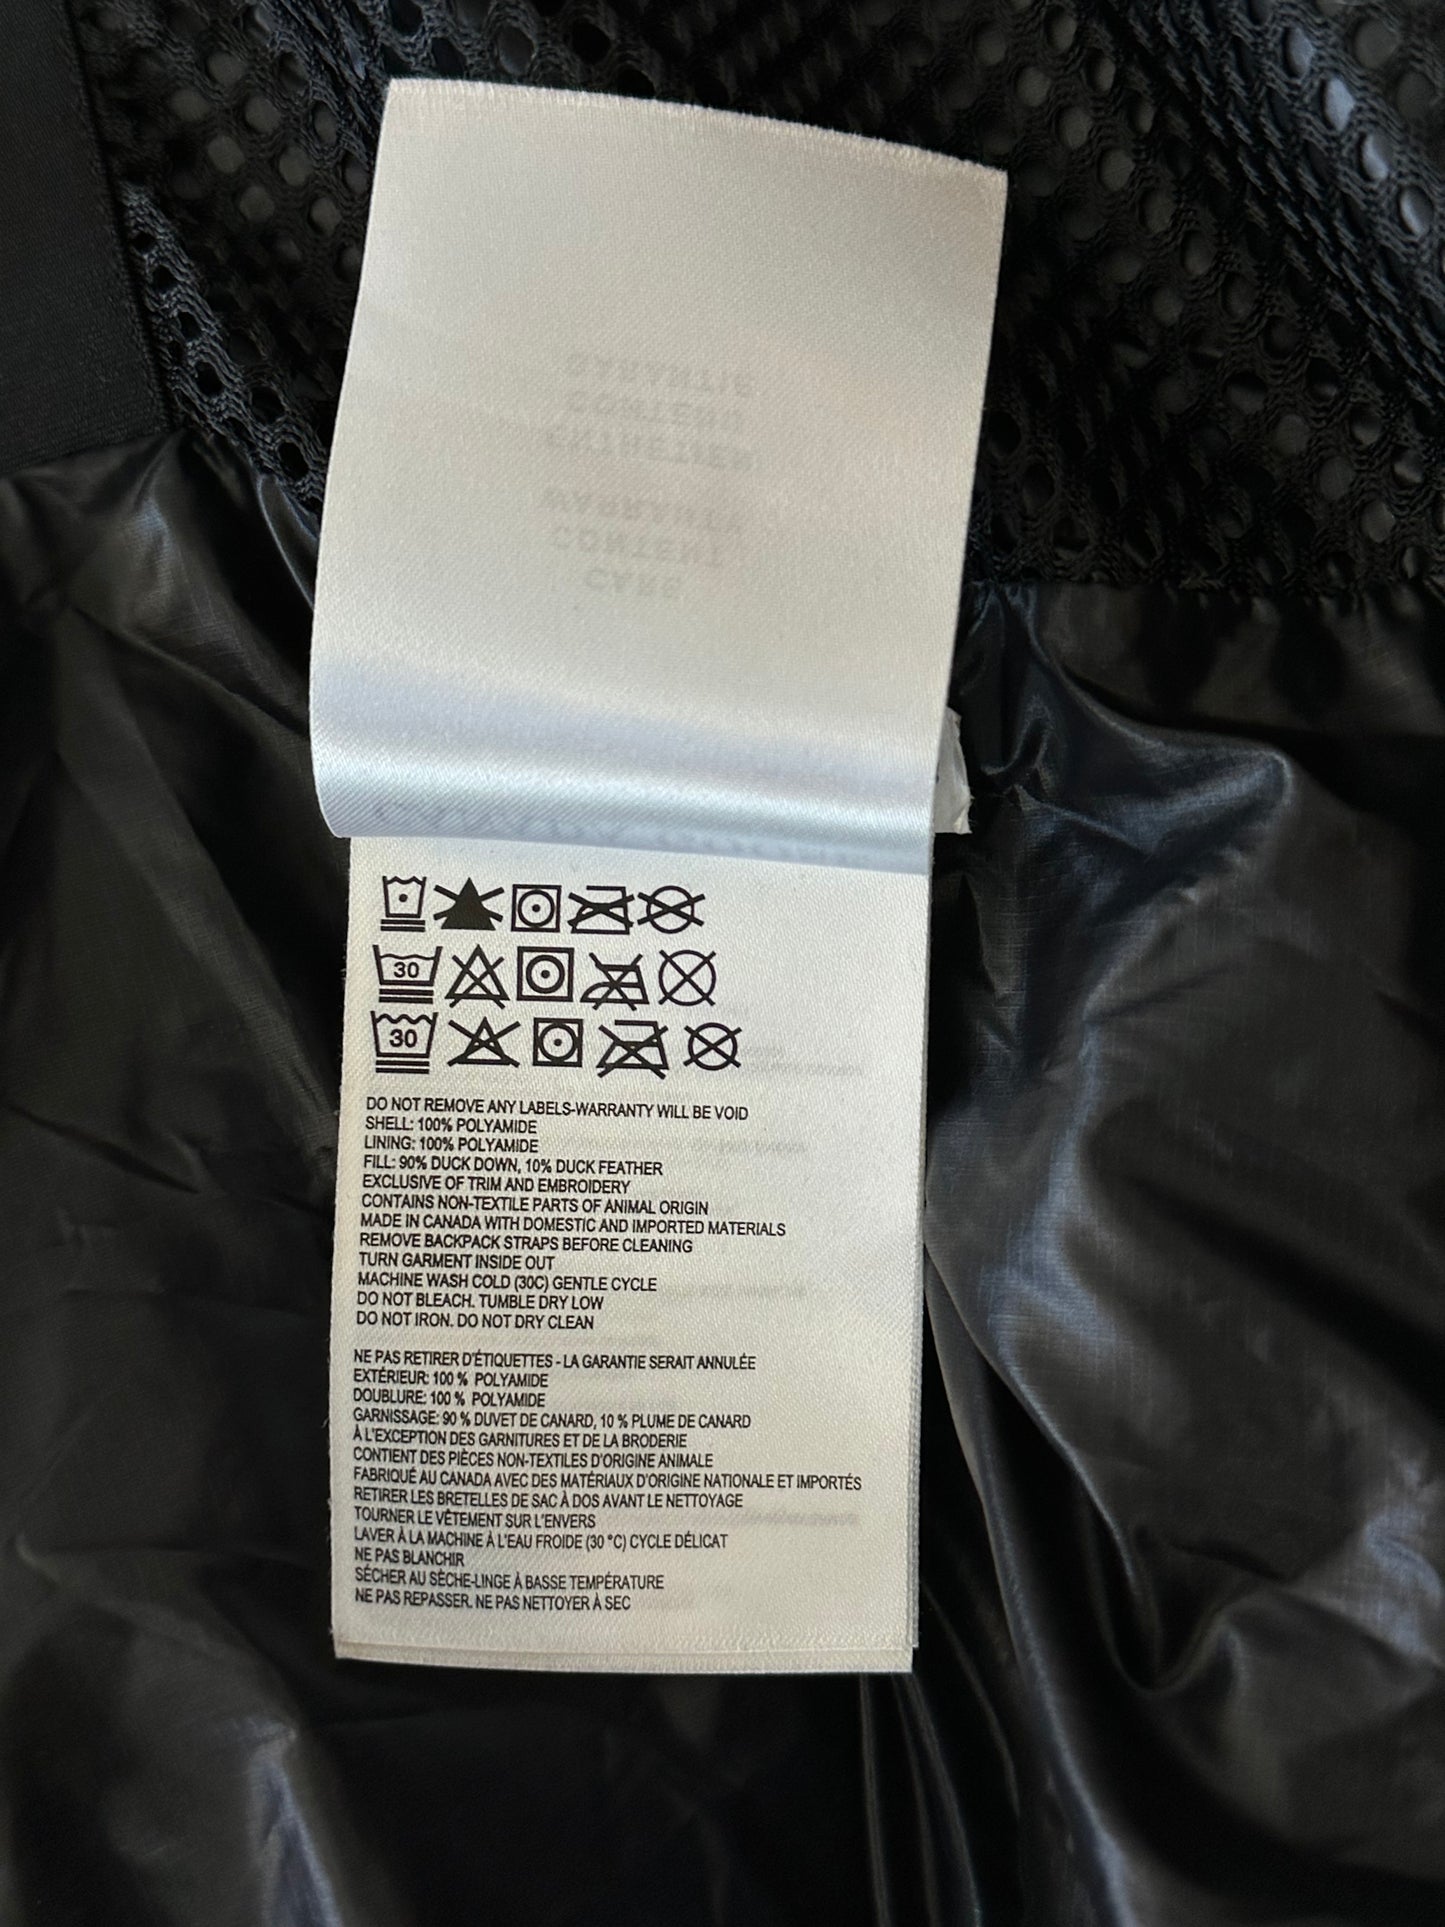 30
30
DO NOT REMOVE ANY LABELS-WARRANTY WILL BE VOID
SHELL: 100% POLYAMIDE
LINING: 100% POLYAMIDE
FILL: 90% DUCK DOWN, 10% DUCK FEATHER
EXCLUSIVE OF TRIM AND EMBROIDERY
CONTAINS NON-TEXTILE PARTS OF ANIMAL ORIGIN
MADE IN CANADA WITH DOMESTIC AND IMPORTED MATERIALS
REMOVE BACKPACK STRAPS BEFORE CLEANING
TURN GARMENT INSIDE OUT
MACHINE WASH COLD (30C) GENTLE CYCLE
DO NOT BLEACH. TUMBLE DRY LOW
DO NOT IRON. DO NOT DRY CLEAN
NE PAS RETIRER D'ÉTIQUETTES - LA GARANTIE SERAIT ANNULÉE
EXTÉRIEUR: 100 % POLYAMIDE
DOUBLURE: 100 % POLYAMIDE
GARNISSAGE: 90 % DUVET DE CANARD, 10 % PLUME DE CANARD
À L'EXCEPTION DES GARNITURES ET DE LA BRODERIE
CONTIENT DES PIÈCES NON-TEXTILES D'ORIGINE ANIMALE
FABRIQUÉ AU CANADA AVEC DES MATÉRIAUX D'ORIGINE NATIONALE ET IMPORTÉS
RETIRER LES BRETELLES DE SAC À DOS AVANT LE NETTOYAGE
TOURNER LE VÊTEMENT SUR L'ENVERS
LAVER À LA MACHINE À L'EAU FROIDE (30 °C) CYCLE DÉLICAT
NE PAS BLANCHIR
SÉCHER AU SÈCHE-LINGE À BASSE TEMPÉRATURE
NE PAS REPASSER. NE PAS NETTOYER À SEC